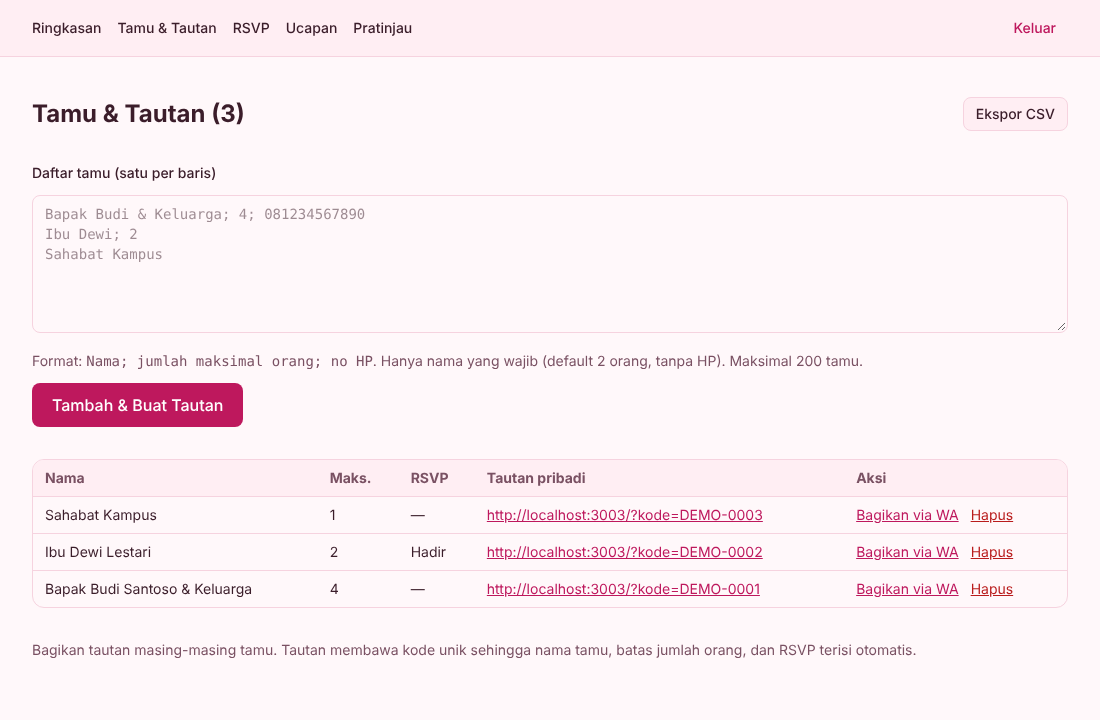 Ringkasan Tamu & Tautan RSVP Ucapan Pratinjau Keluar
Tamu & Tautan (3) Ekspor CSV
Daftar tamu (satu per baris)
Bapak Budi & Keluarga; 4; 081234567890
Ibu Dewi; 2
Sahabat Kampus
Format: Nama; jumlah maksimal orang; no HP. Hanya nama yang wajib (default 2 orang, tanpa HP). Maksimal 200 tamu.
Tambah & Buat Tautan
Nama Maks. RSVP Tautan pribadi Aksi
Sahabat Kampus 1 — http://localhost:3003/?kode=DEMO-0003 Bagikan via WA Hapus
Ibu Dewi Lestari 2 Hadir http://localhost:3003/?kode=DEMO-0002 Bagikan via WA Hapus
Bapak Budi Santoso & Keluarga 4 — http://localhost:3003/?kode=DEMO-0001 Bagikan via WA Hapus
Bagikan tautan masing-masing tamu. Tautan membawa kode unik sehingga nama tamu, batas jumlah orang, dan RSVP terisi otomatis.